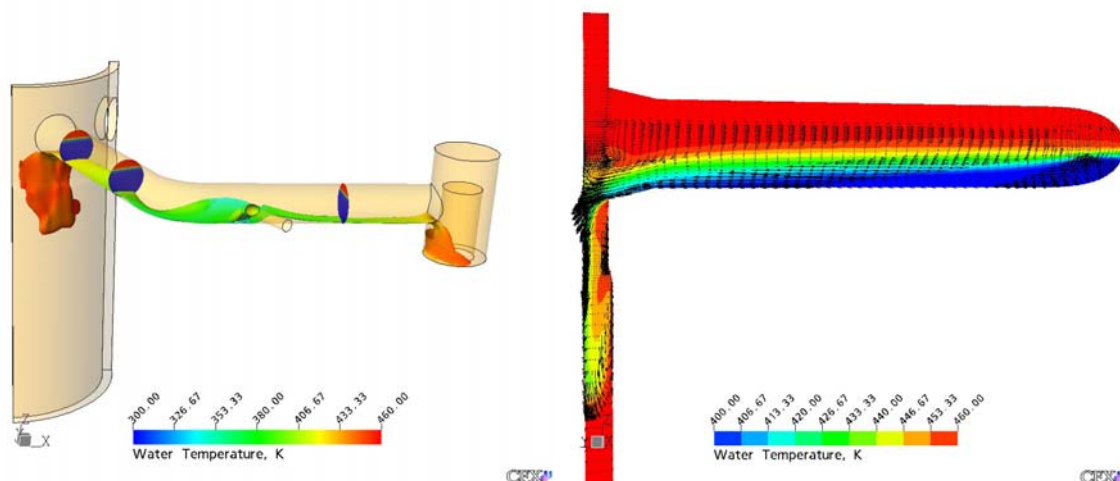 300.00 326.67 353.33 380.00 406.67 433.33 460.00
Water Temperature, K
Z
X
CFX
400.00 406.67 413.33 420.00 426.67 433.33 440.00 446.67 453.33 460.00
Water Temperature, K
Y
CFX